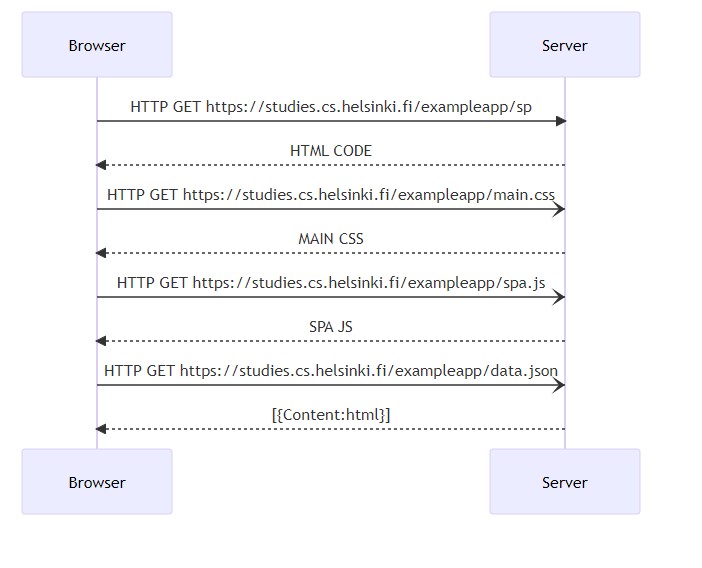 Browser
Server
HTTP GET https://studies.cs.helsinki.fi/exampleapp/sp
HTML CODE
HTTP GET https://studies.cs.helsinki.fi/exampleapp/main.css
MAIN CSS
HTTP GET https://studies.cs.helsinki.fi/exampleapp/spa.js
SPA JS
HTTP GET https://studies.cs.helsinki.fi/exampleapp/data.json
[{Content:html}]
Browser
Server